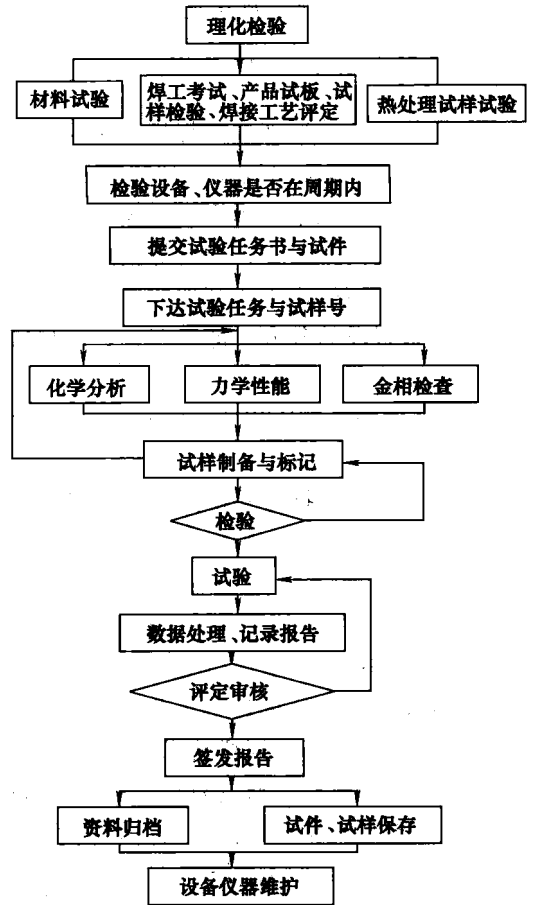 理化检验
材料试验
焊工考试、产品试板、试
样检验、焊接工艺评定
热处理试样试验
检验设备、仪器是否在周期内
提交试验任务书与试件
下达试验任务与试样号
化学分析
力学性能
金相检查
试样制备与标记
检验
试验
数据处理、记录报告
评定审核
签发报告
资料归档
试件、试样保存
设备仪器维护